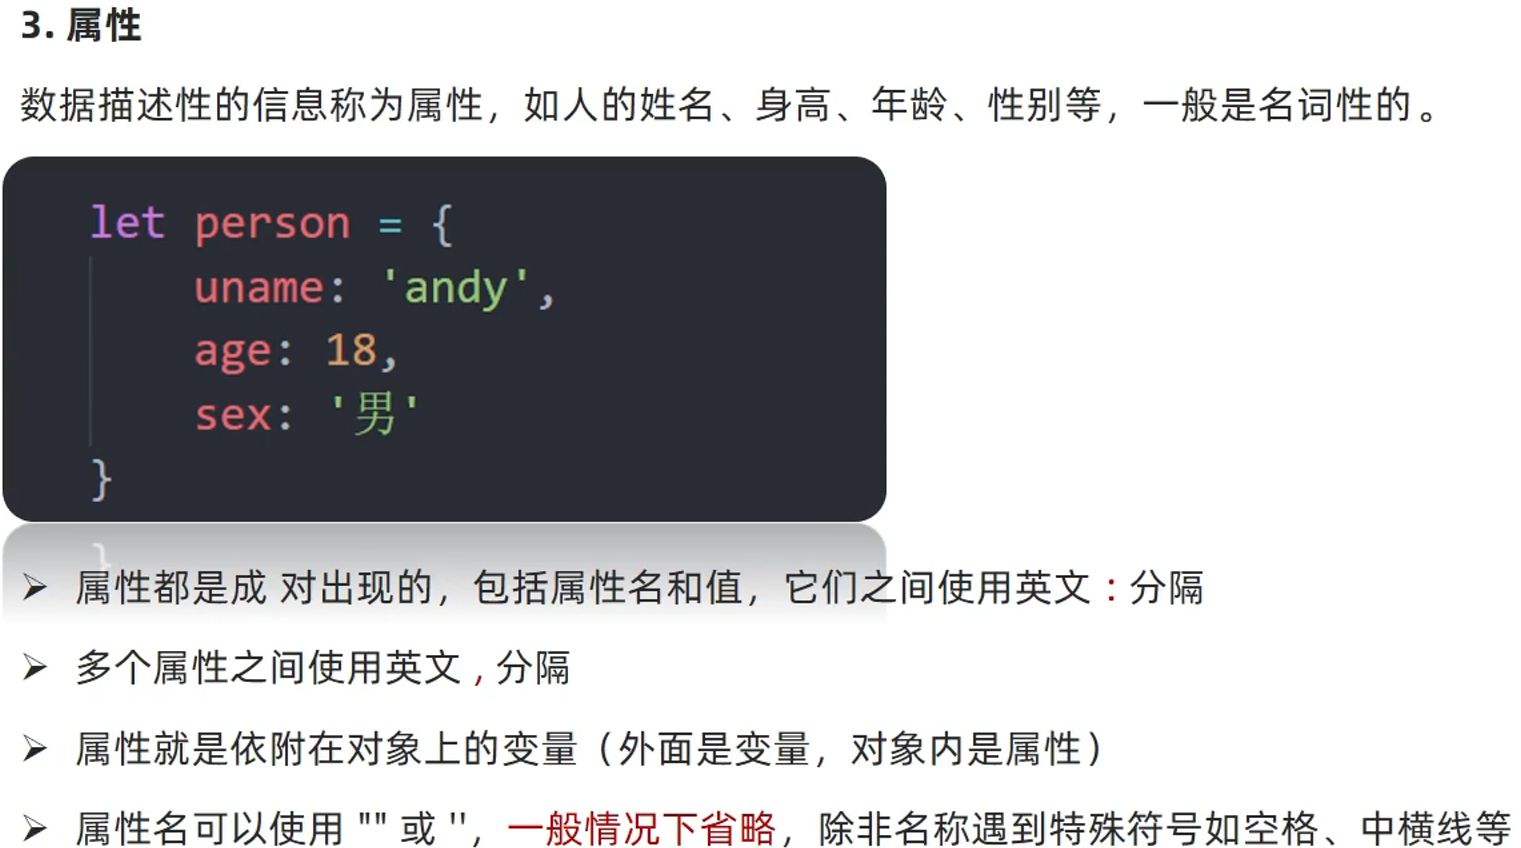 3. 属性
数据描述性的信息称为属性，如人的姓名、身高、年龄、性别等，一般是名词性的。
let person = {
    uname: 'andy',
    age: 18,
    sex: '男'
}
➢ 属性都是成 对出现的，包括属性名和值，它们之间使用英文 : 分隔
➢ 多个属性之间使用英文 , 分隔
➢ 属性就是依附在对象上的变量（外面是变量，对象内是属性）
➢ 属性名可以使用 "" 或 ''，一般情况下省略，除非名称遇到特殊符号如空格、中横线等